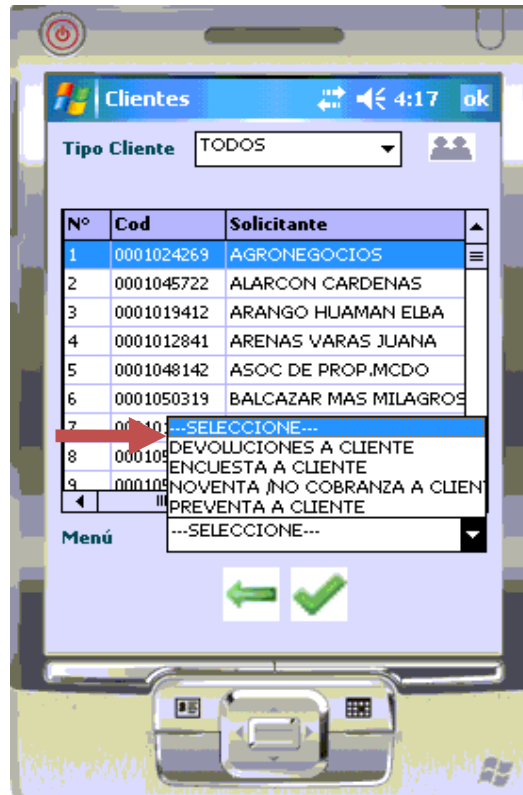 Clientes 4:17 ok
Tipo Cliente TODOS
Nº Cod Solicitante
1 0001024269 AGRONEGOCIOS
2 0001045722 ALARCON CARDENAS
3 0001019412 ARANGO HUAMAN ELBA
4 0001012841 ARENAS VARAS JUANA
5 0001048142 ASOC DE PROP.MCDO
6 0001050319 BALCAZAR MAS MILAGROS
7
8
9
---SELECCIONE---
DEVOLUCIONES A CLIENTE
ENCUESTA A CLIENTE
NOVENTA /NO COBRANZA A CLIEN
PREVENTA A CLIENTE
Menú ---SELECCIONE---